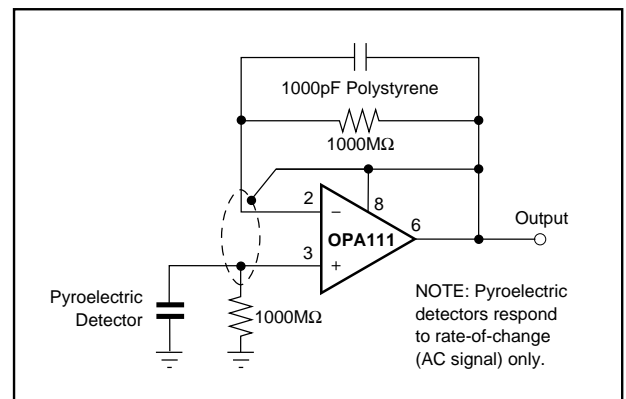 1000pF Polystyrene
1000MΩ
2
8
−
OPA111
6
Output
3
+
Pyroelectric
Detector
1000MΩ
NOTE: Pyroelectric
detectors respond
to rate-of-change
(AC signal) only.